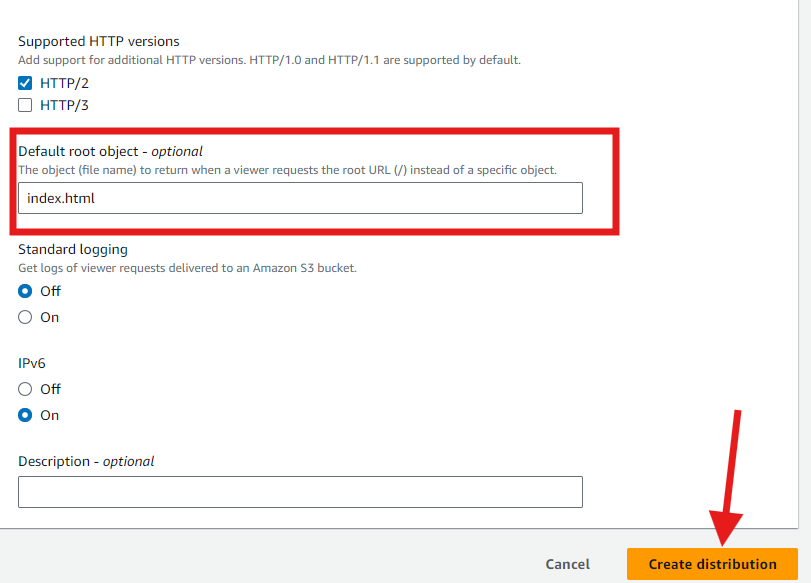 Supported HTTP versions
Add support for additional HTTP versions. HTTP/1.0 and HTTP/1.1 are supported by default.
HTTP/2
HTTP/3
Default root object - optional
The object (file name) to return when a viewer requests the root URL (/) instead of a specific object.
index.html
Standard logging
Get logs of viewer requests delivered to an Amazon S3 bucket.
Off
On
IPv6
Off
On
Description - optional
Cancel
Create distribution